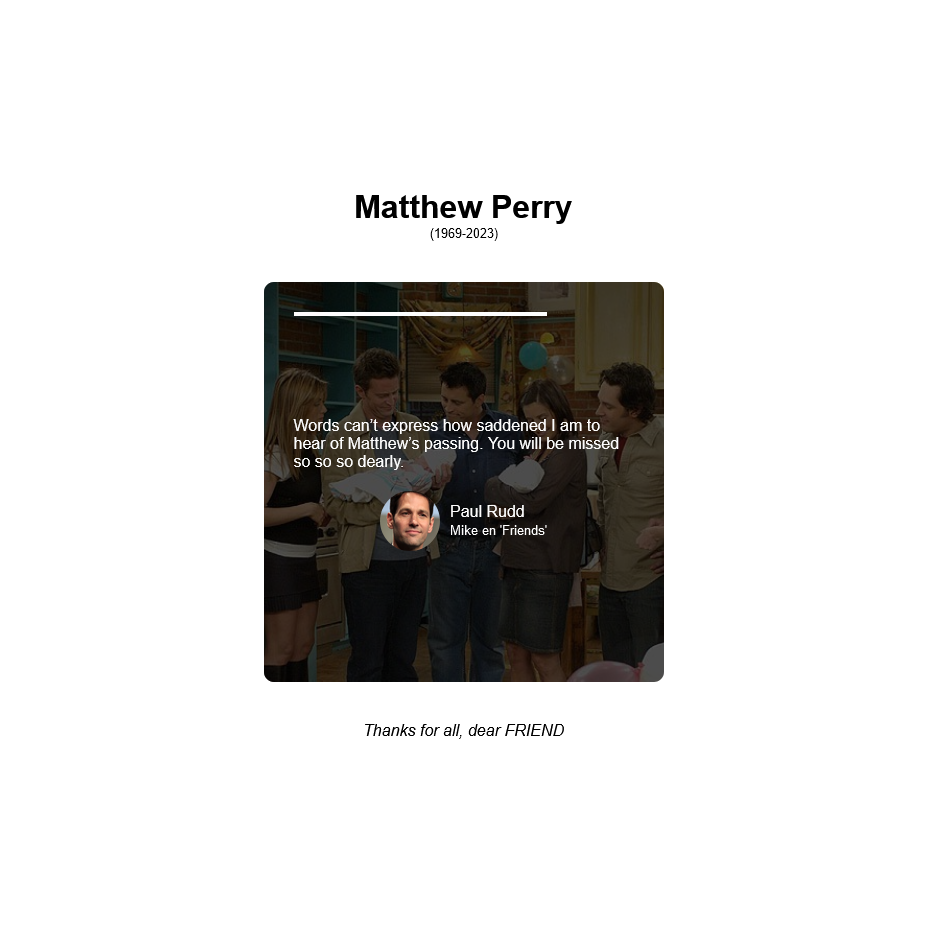 Matthew Perry
(1969-2023)
Words can’t express how saddened I am to
hear of Matthew’s passing. You will be missed
so so so dearly.
Paul Rudd
Mike en 'Friends'
Thanks for all, dear FRIEND